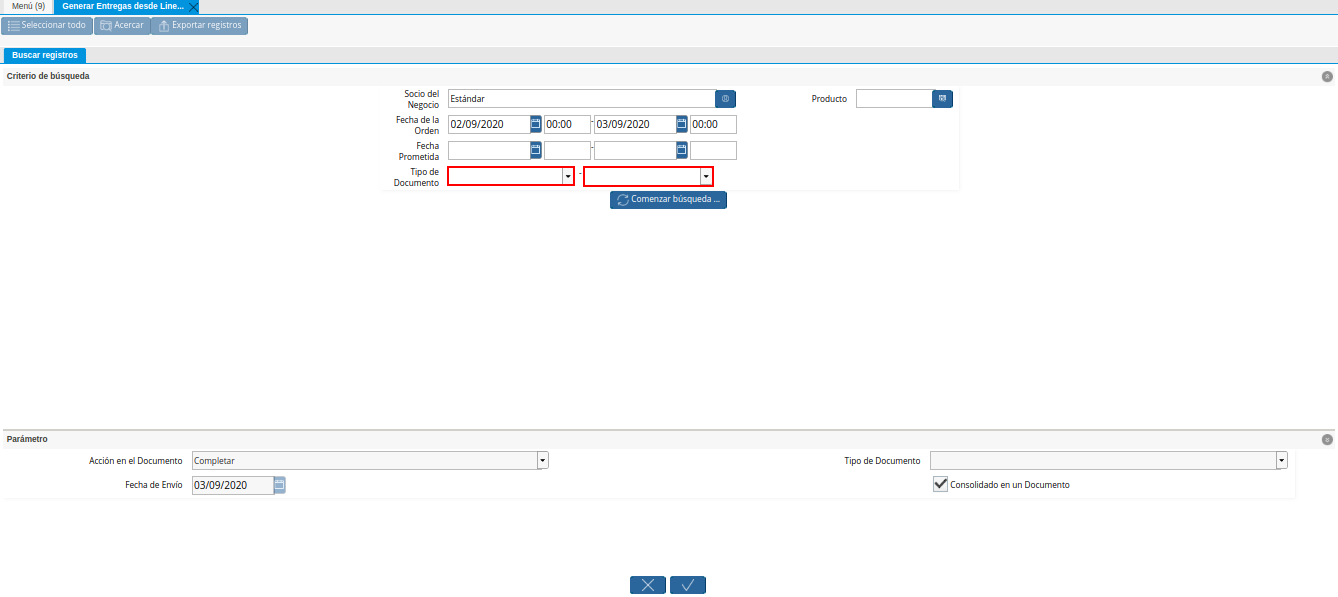 Menú (9) Generar Entregas desde Line...
Seleccionar todo Acercar Exportar registros
Buscar registros
Criterio de búsqueda
Socio del
Negocio
Estándar
Producto
Fecha de la
Orden
02/09/2020 00:00 - 03/09/2020 00:00
Fecha
Prometida
-
Tipo de
Documento
-
Comenzar búsqueda ...
Parámetro
Acción en el Documento Completar Tipo de Documento
Fecha de Envío 03/09/2020 Consolidado en un Documento